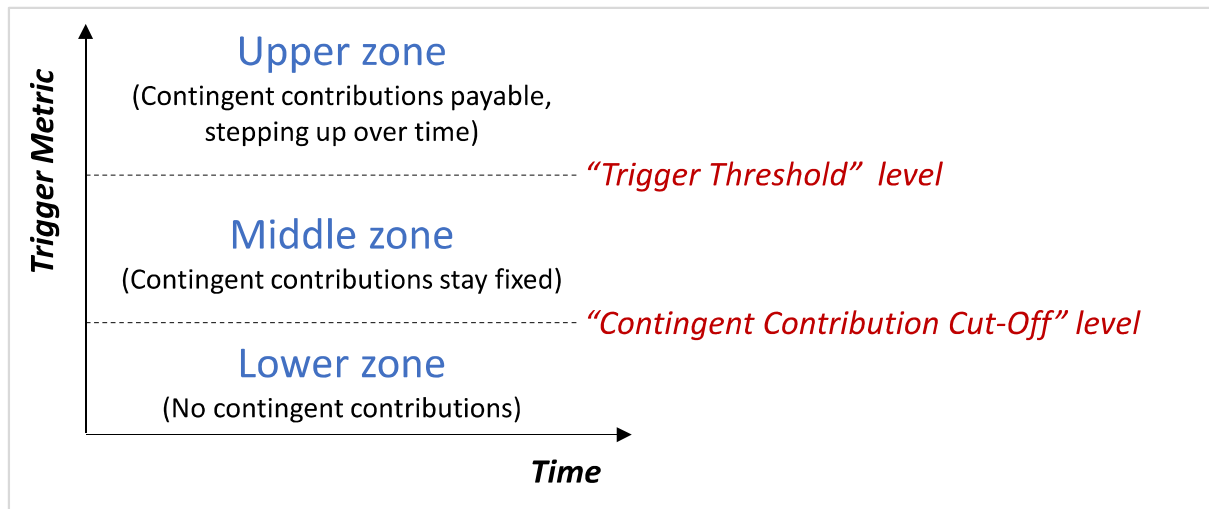 Upper zone
(Contingent contributions payable,
stepping up over time)
“Trigger Threshold” level
Trigger Metric
Middle zone
(Contingent contributions stay fixed)
“Contingent Contribution Cut-Off” level
Lower zone
(No contingent contributions)
Time